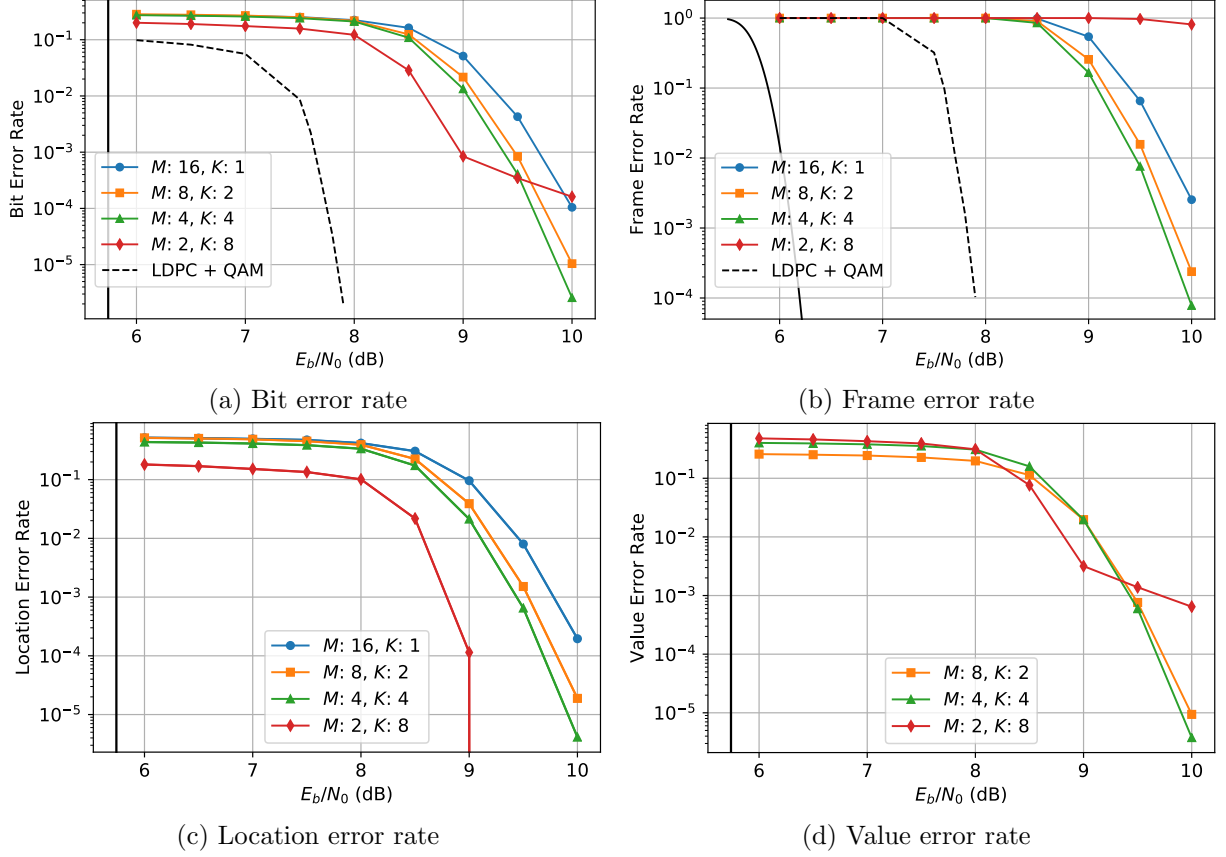 Bit Error Rate
10⁻¹
10⁻²
10⁻³
10⁻⁴
10⁻⁵
M: 16, K: 1
M: 8, K: 2
M: 4, K: 4
M: 2, K: 8
LDPC + QAM
6 7 8 9 10
E_b/N_0 (dB)
(a) Bit error rate
Frame Error Rate
10⁰
10⁻¹
10⁻²
10⁻³
10⁻⁴
M: 16, K: 1
M: 8, K: 2
M: 4, K: 4
M: 2, K: 8
LDPC + QAM
6 7 8 9 10
E_b/N_0 (dB)
(b) Frame error rate
Location Error Rate
10⁻¹
10⁻²
10⁻³
10⁻⁴
10⁻⁵
M: 16, K: 1
M: 8, K: 2
M: 4, K: 4
M: 2, K: 8
6 7 8 9 10
E_b/N_0 (dB)
(c) Location error rate
Value Error Rate
10⁻¹
10⁻²
10⁻³
10⁻⁴
10⁻⁵
M: 8, K: 2
M: 4, K: 4
M: 2, K: 8
6 7 8 9 10
E_b/N_0 (dB)
(d) Value error rate